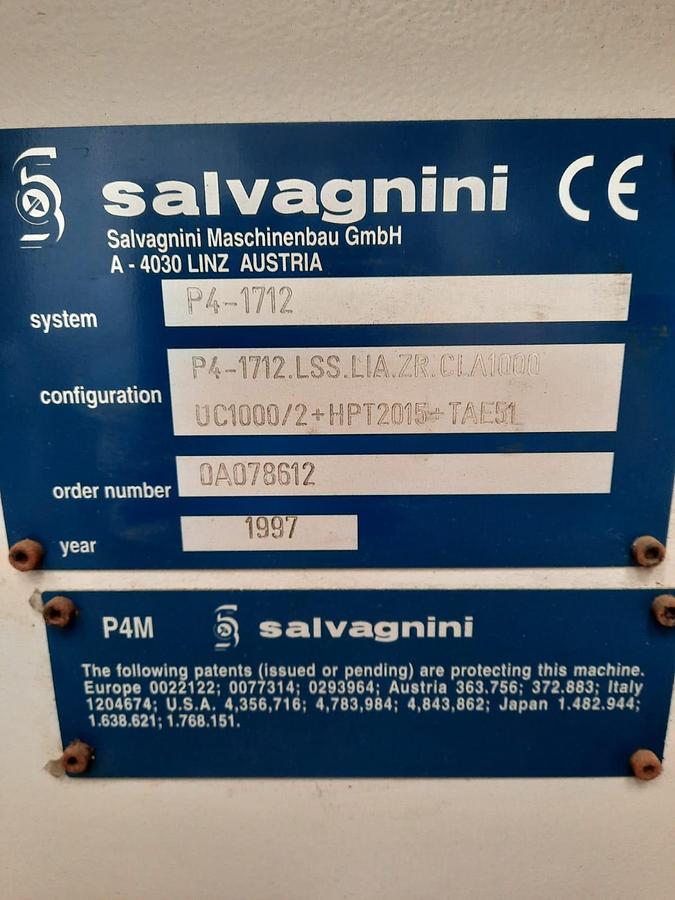 salvagnini CE
Salvagnini Maschinenbau GmbH
A - 4030 LINZ AUSTRIA
system P4-1712
configuration P4-1712.LSS.LIA.ZR.CLA1000
UC1000/2+HPT2015+TAE51
order number 0A078612
year 1997
P4M salvagnini
The following patents (issued or pending) are protecting this machine.
Europe 0022122; 0077314; 0293964; Austria 363.756; 372.883; Italy
1204674; U.S.A. 4,356,716; 4,783,984; 4,843,862; Japan 1.482.944;
1.638.621; 1.768.151.